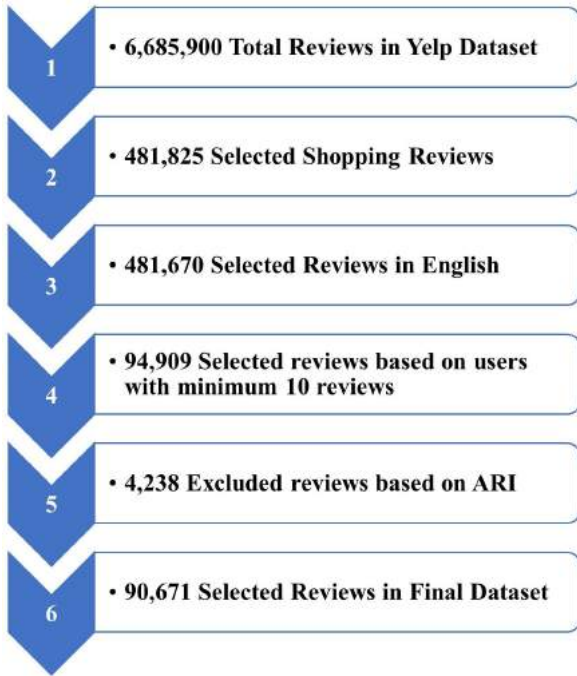 1
• 6,685,900 Total Reviews in Yelp Dataset
2
• 481,825 Selected Shopping Reviews
3
• 481,670 Selected Reviews in English
4
• 94,909 Selected reviews based on users
with minimum 10 reviews
5
• 4,238 Excluded reviews based on ARI
6
• 90,671 Selected Reviews in Final Dataset